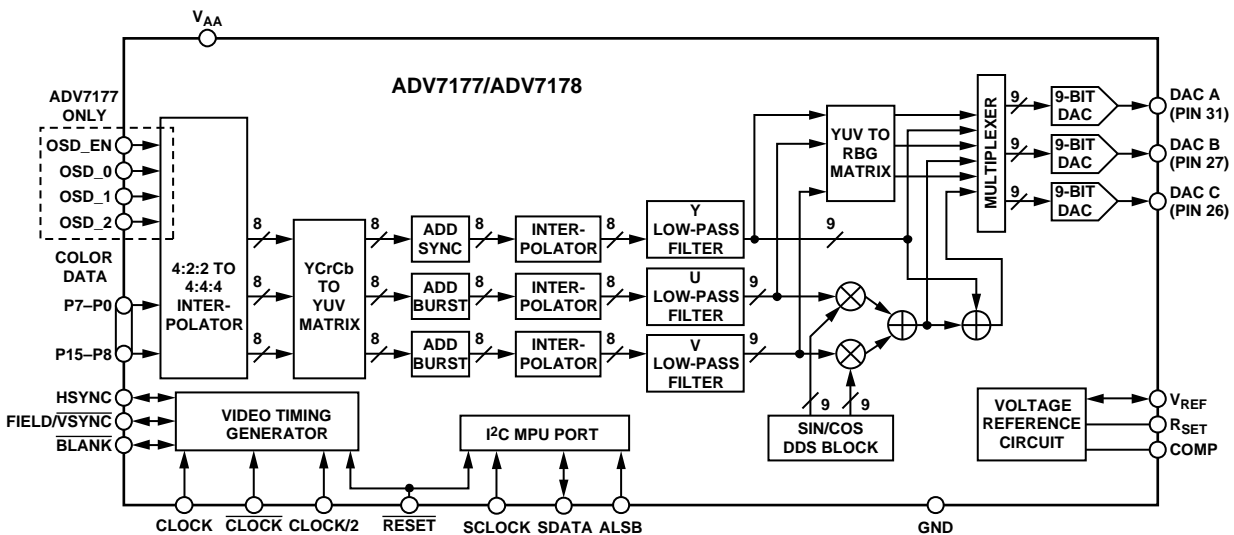 V_AA
ADV7177/ADV7178
ADV7177
ONLY
OSD_EN
OSD_0
OSD_1
OSD_2
COLOR
DATA
P7–P0
P15–P8
HSYNC
FIELD/VSYNC
BLANK
4:2:2 TO
4:4:4
INTER-
POLATOR
8
8
8
YCrCb
TO
YUV
MATRIX
8
8
8
ADD
SYNC
ADD
BURST
ADD
BURST
8
8
8
INTER-
POLATOR
INTER-
POLATOR
INTER-
POLATOR
8
8
8
Y
LOW-PASS
FILTER
U
LOW-PASS
FILTER
V
LOW-PASS
FILTER
9
9
9
YUV TO
RBG
MATRIX
MULTIPLEXER
9
9
9
9-BIT
DAC
9-BIT
DAC
9-BIT
DAC
DAC A
(PIN 31)
DAC B
(PIN 27)
DAC C
(PIN 26)
9
9
SIN/COS
DDS BLOCK
VIDEO TIMING
GENERATOR
I²C MPU PORT
VOLTAGE
REFERENCE
CIRCUIT
V_REF
R_SET
COMP
CLOCK
CLOCK
CLOCK/2
RESET
SCLOCK
SDATA
ALSB
GND